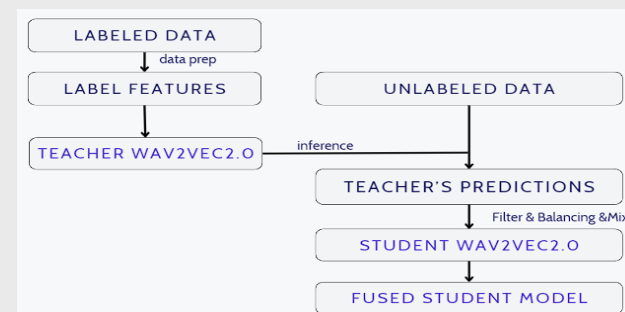 LABELED DATA
data prep
LABEL FEATURES
UNLABELED DATA
TEACHER WAV2VEC2.0
inference
TEACHER'S PREDICTIONS
Filter & Balancing &Mix
STUDENT WAV2VEC2.0
FUSED STUDENT MODEL